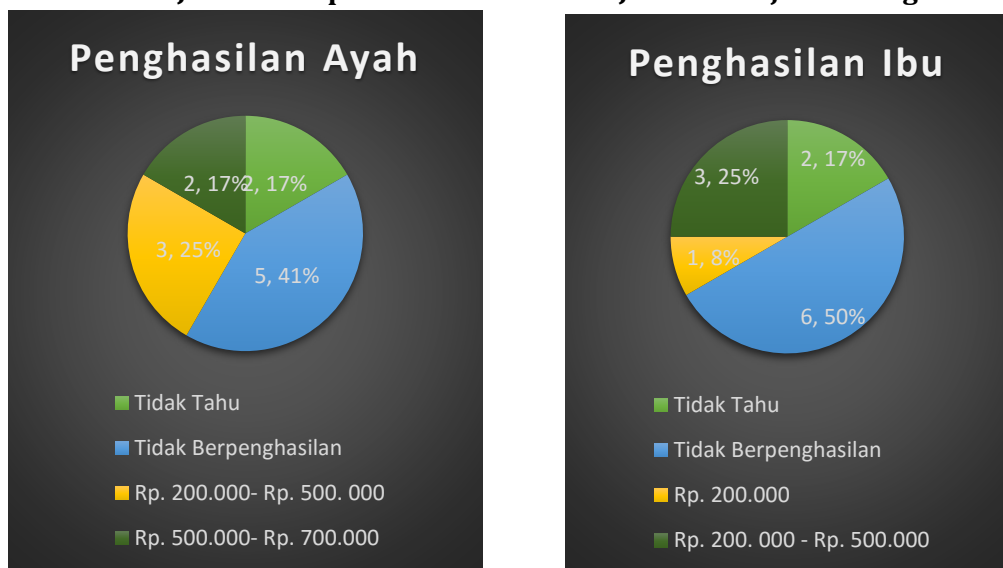 Penghasilan Ayah
2, 17%
2, 17%
3, 25%
5, 41%
Tidak Tahu
Tidak Berpenghasilan
Rp. 200.000- Rp. 500. 000
Rp. 500.000- Rp. 700.000
Penghasilan Ibu
2, 17%
3, 25%
1, 8%
6, 50%
Tidak Tahu
Tidak Berpenghasilan
Rp. 200.000
Rp. 200. 000 - Rp. 500.000